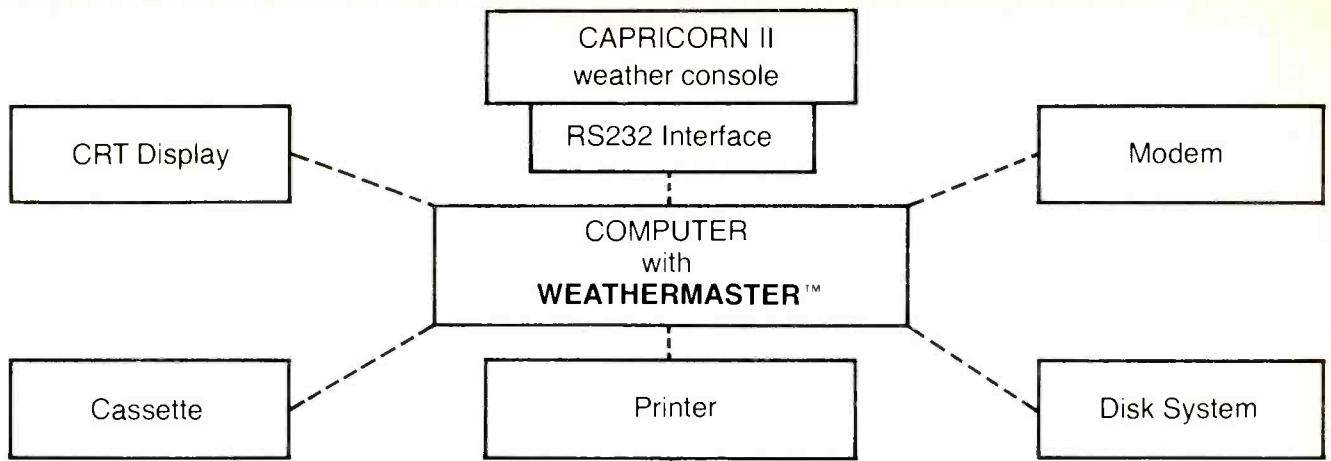 CAPRICORN II
weather console
RS232 Interface
CRT Display
Modem
COMPUTER
with
WEATHERMASTER™
Cassette
Printer
Disk System